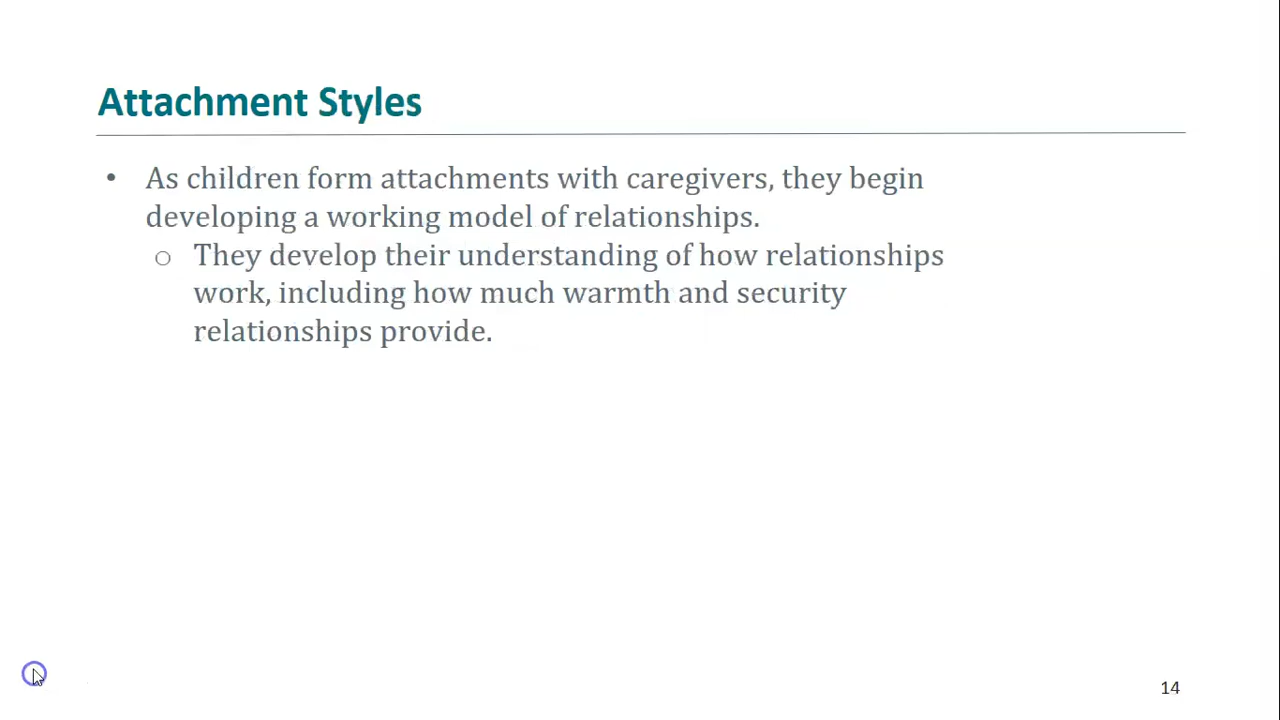 Attachment Styles
• As children form attachments with caregivers, they begin
developing a working model of relationships.
o They develop their understanding of how relationships
work, including how much warmth and security
relationships provide.
14